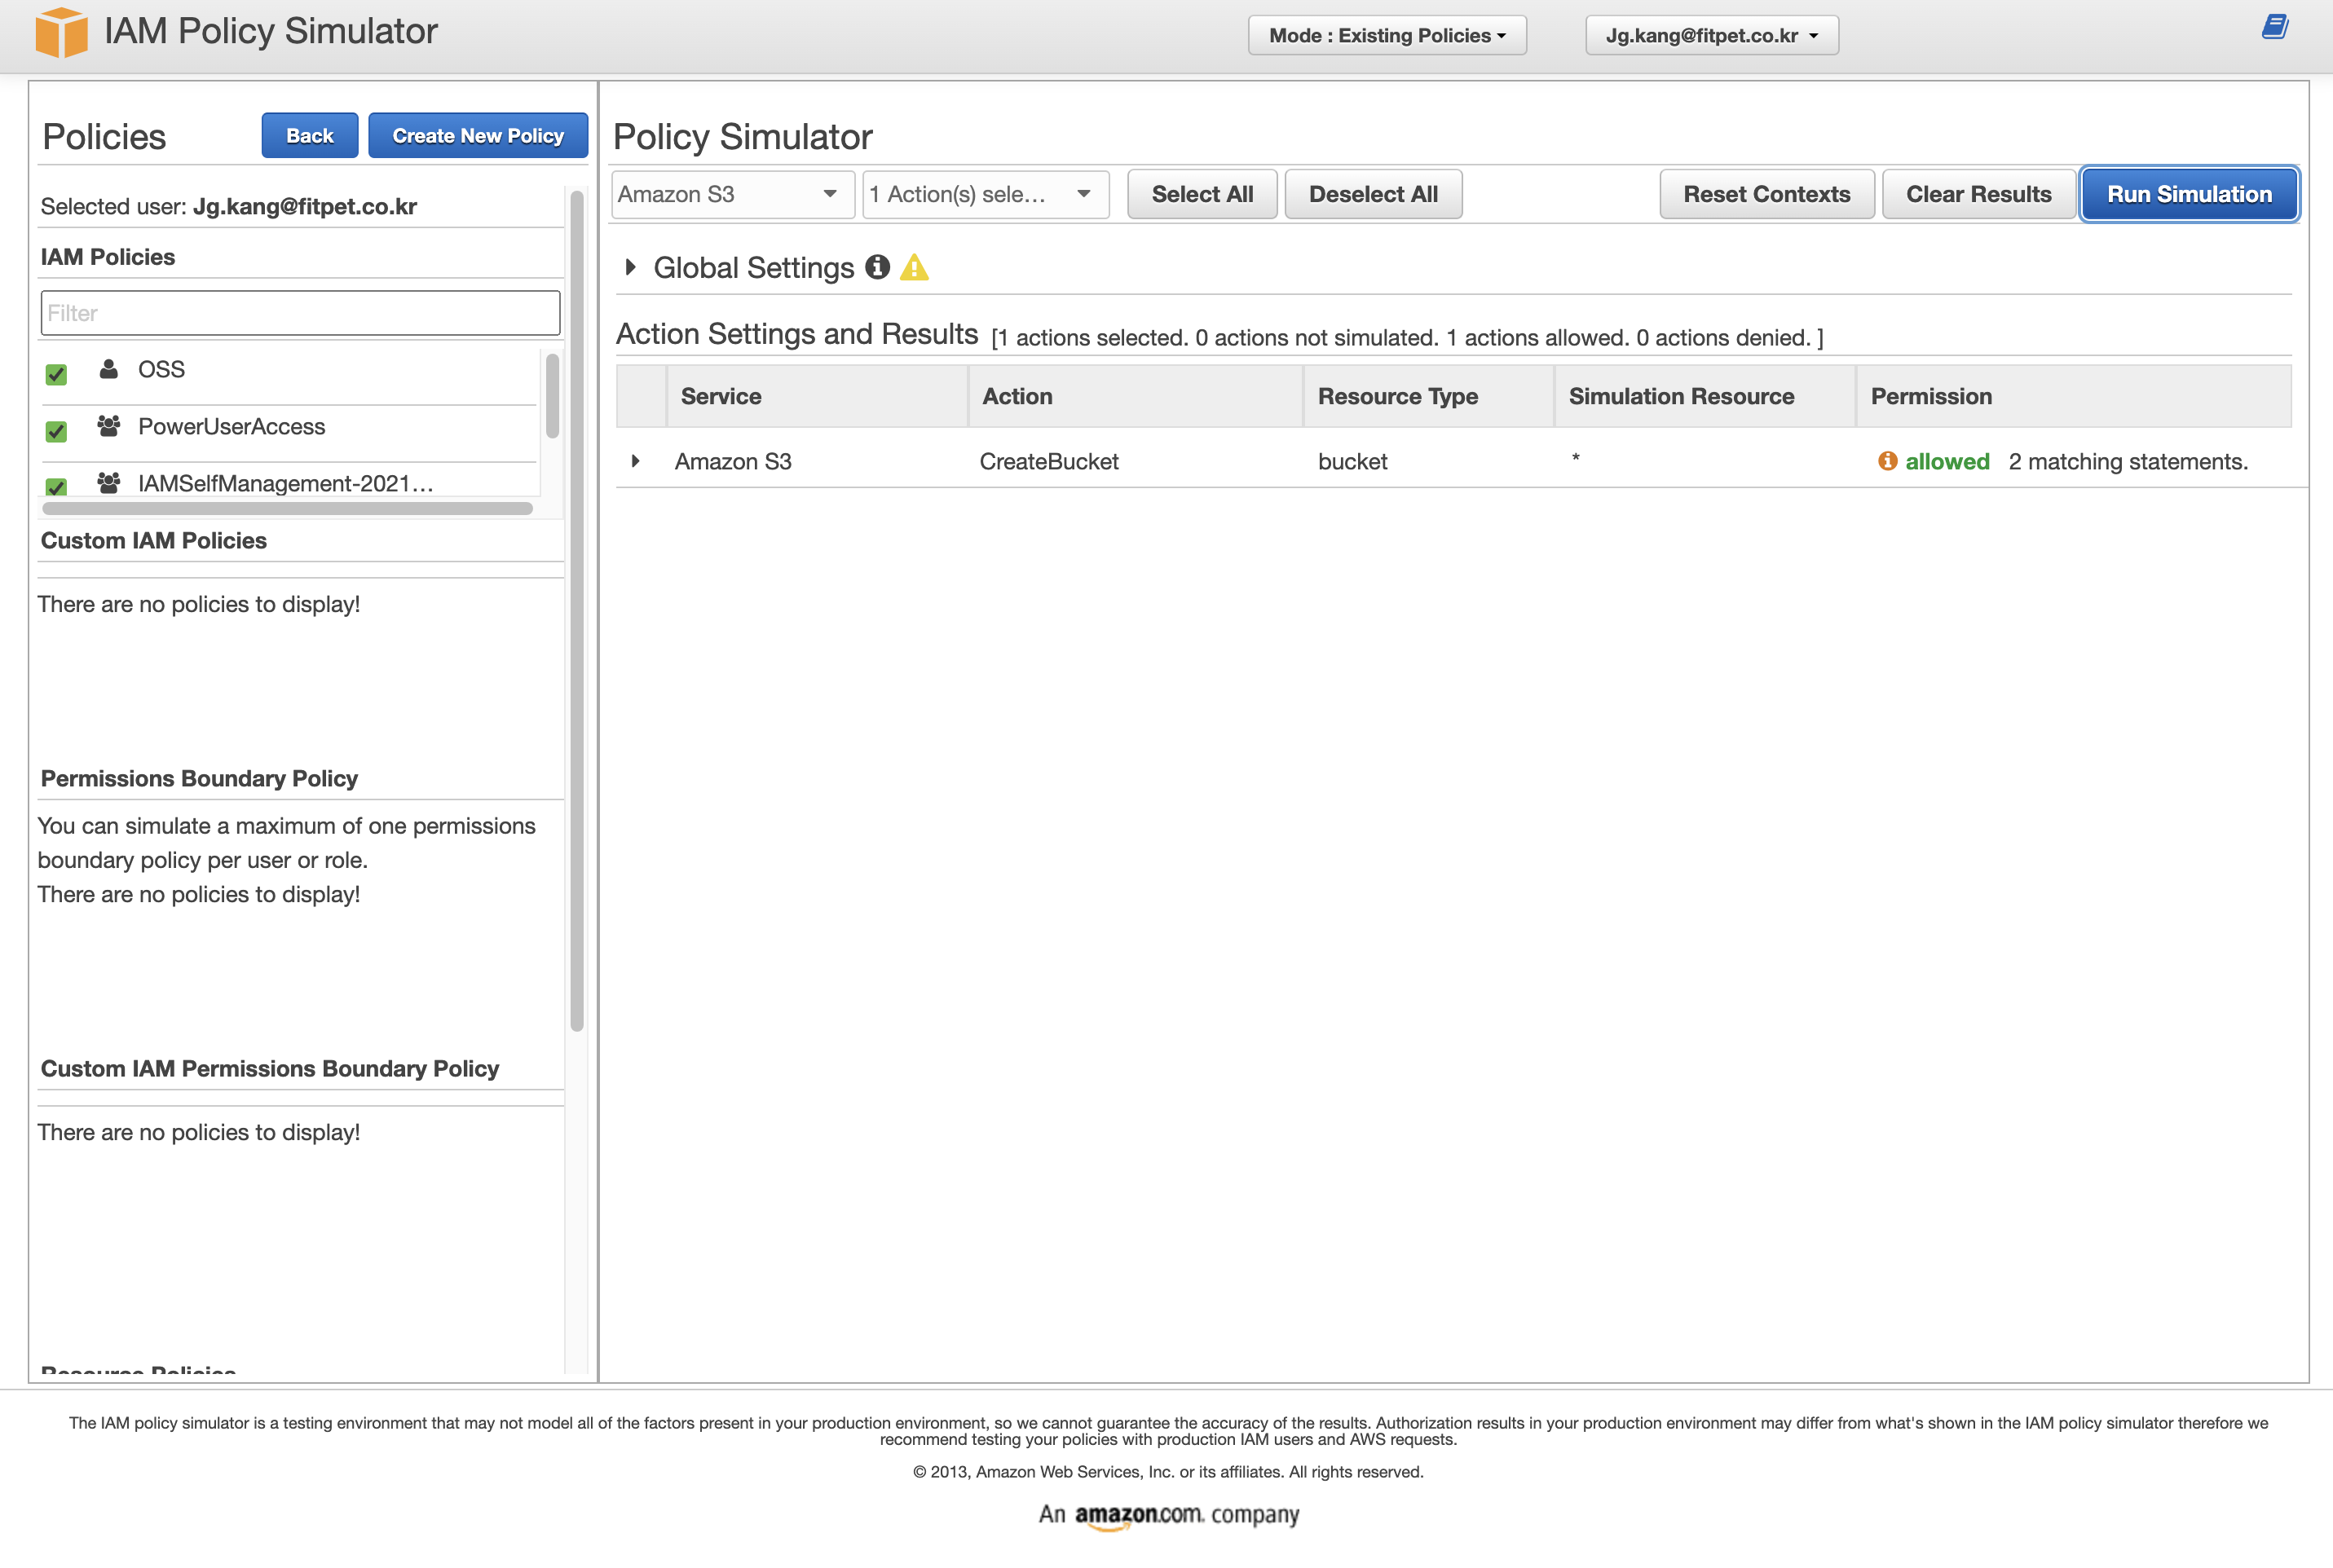 IAM Policy Simulator
Mode : Existing Policies
Jg.kang@fitpet.co.kr
Policies
Back
Create New Policy
Selected user: Jg.kang@fitpet.co.kr
IAM Policies
Filter
OSS
PowerUserAccess
IAMSelfManagement-2021...
Custom IAM Policies
There are no policies to display!
Permissions Boundary Policy
You can simulate a maximum of one permissions
boundary policy per user or role.
There are no policies to display!
Custom IAM Permissions Boundary Policy
There are no policies to display!
Resource Policies
Policy Simulator
Amazon S3
1 Action(s) sele...
Select All
Deselect All
Reset Contexts
Clear Results
Run Simulation
Global Settings
Action Settings and Results [1 actions selected. 0 actions not simulated. 1 actions allowed. 0 actions denied. ]
Service Action Resource Type Simulation Resource Permission
Amazon S3 CreateBucket bucket * allowed 2 matching statements.
The IAM policy simulator is a testing environment that may not model all of the factors present in your production environment, so we cannot guarantee the accuracy of the results. Authorization results in your production environment may differ from what's shown in the IAM policy simulator therefore we
recommend testing your policies with production IAM users and AWS requests.
© 2013, Amazon Web Services, Inc. or its affiliates. All rights reserved.
An amazon.com. company